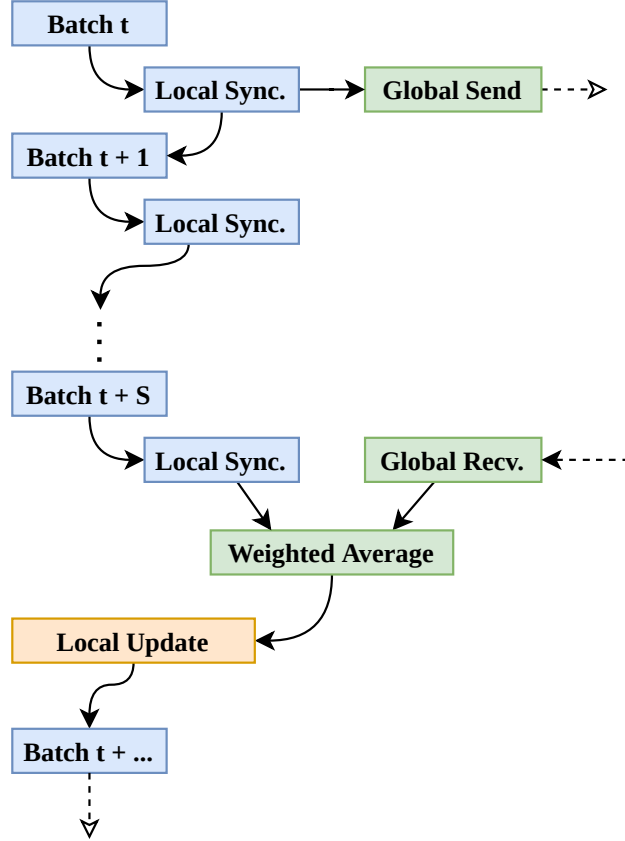 Batch t
Local Sync.
Global Send
Batch t + 1
Local Sync.
Batch t + S
Local Sync.
Global Recv.
Weighted Average
Local Update
Batch t + ...